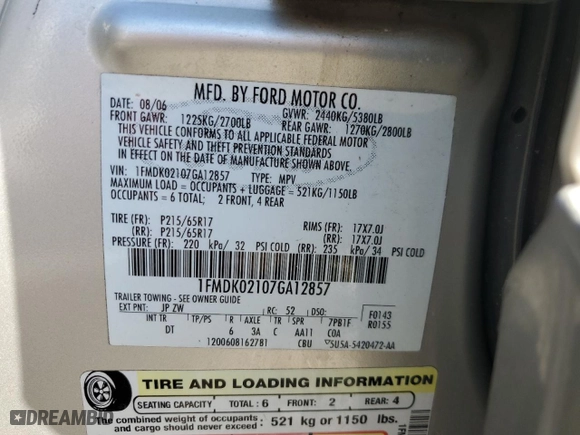 MFD. BY FORD MOTOR CO.
DATE: 08/06 GVWR: 2440KG/5380LB
FRONT GAWR: 1225KG/2700LB REAR GAWR: 1270KG/2800LB
THIS VEHICLE CONFORMS TO ALL APPLICABLE FEDERAL MOTOR
VEHICLE SAFETY AND THEFT PREVENTION STANDARDS
IN EFFECT ON THE DATE OF MANUFACTURE SHOWN ABOVE.
VIN: 1FMDK02107GA12857 TYPE: MPV
MAXIMUM LOAD = OCCUPANTS + LUGGAGE = 521KG/1150LB
OCCUPANTS = 6 TOTAL; 2 FRONT, 4 REAR
TIRE (FR): P215/65R17 RIMS (FR): 17X7.0J
(RR): P215/65R17 (RR): 17X7.0J
PRESSURE (FR): 220 kPa/ 32 PSI COLD (RR): 235 kPa/ 34 PSI COLD
1FMDK02107GA12857
TRAILER TOWING - SEE OWNER GUIDE
EXT PNT: JP ZW RC: 52 DSO: F0143
INT TR TP/PS R AXLE TR SPR 7PB1F R0155
DT 6 3A C AA11 COA
1200608162781 CBU 5USA-5420472-AA
TIRE AND LOADING INFORMATION
SEATING CAPACITY TOTAL: 6 FRONT: 2 REAR: 4
The combined weight of occupants
and cargo should never exceed 521 kg or 1150 lbs.
CARDEALSBID